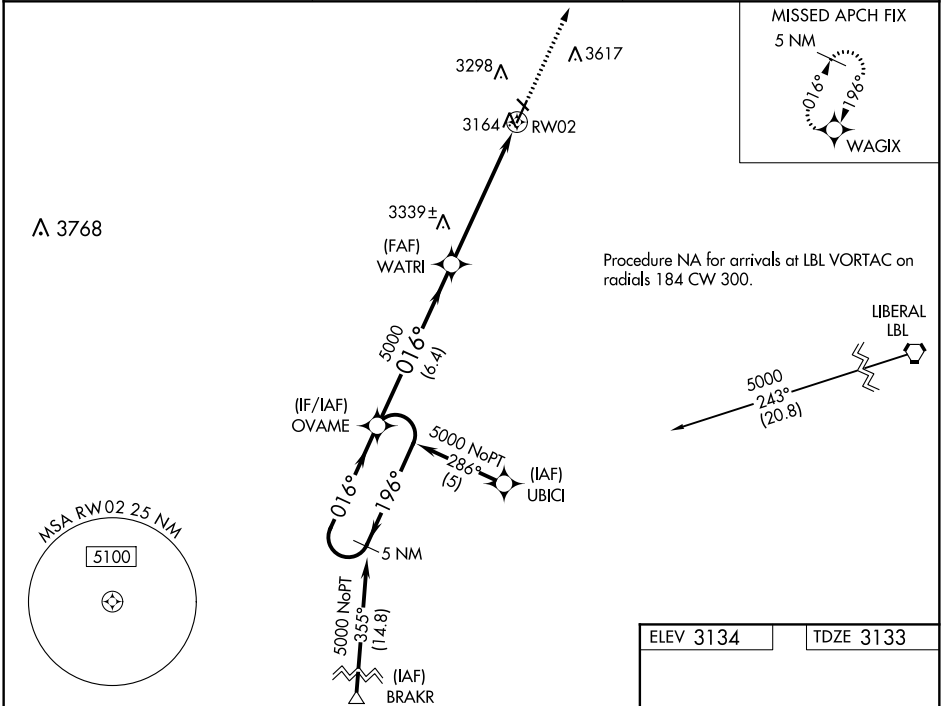 MISSED APCH FIX
5 NM
016°
196°
WAGIX
3617
3298
3164
RW02
3768
3339±
(FAF)
WATRI
Procedure NA for arrivals at LBL VORTAC on
radials 184 CW 300.
LIBERAL
LBL
5000
243°
(20.8)
5000
016°
(6.4)
(IF/IAF)
OVAME
5000 NoPT
286°
(5)
(IAF)
UBICI
016°
196°
5 NM
MSA RW02 25 NM
5100
5000 NoPT
355°
(14.8)
(IAF)
BRAKR
ELEV 3134
TDZE 3133